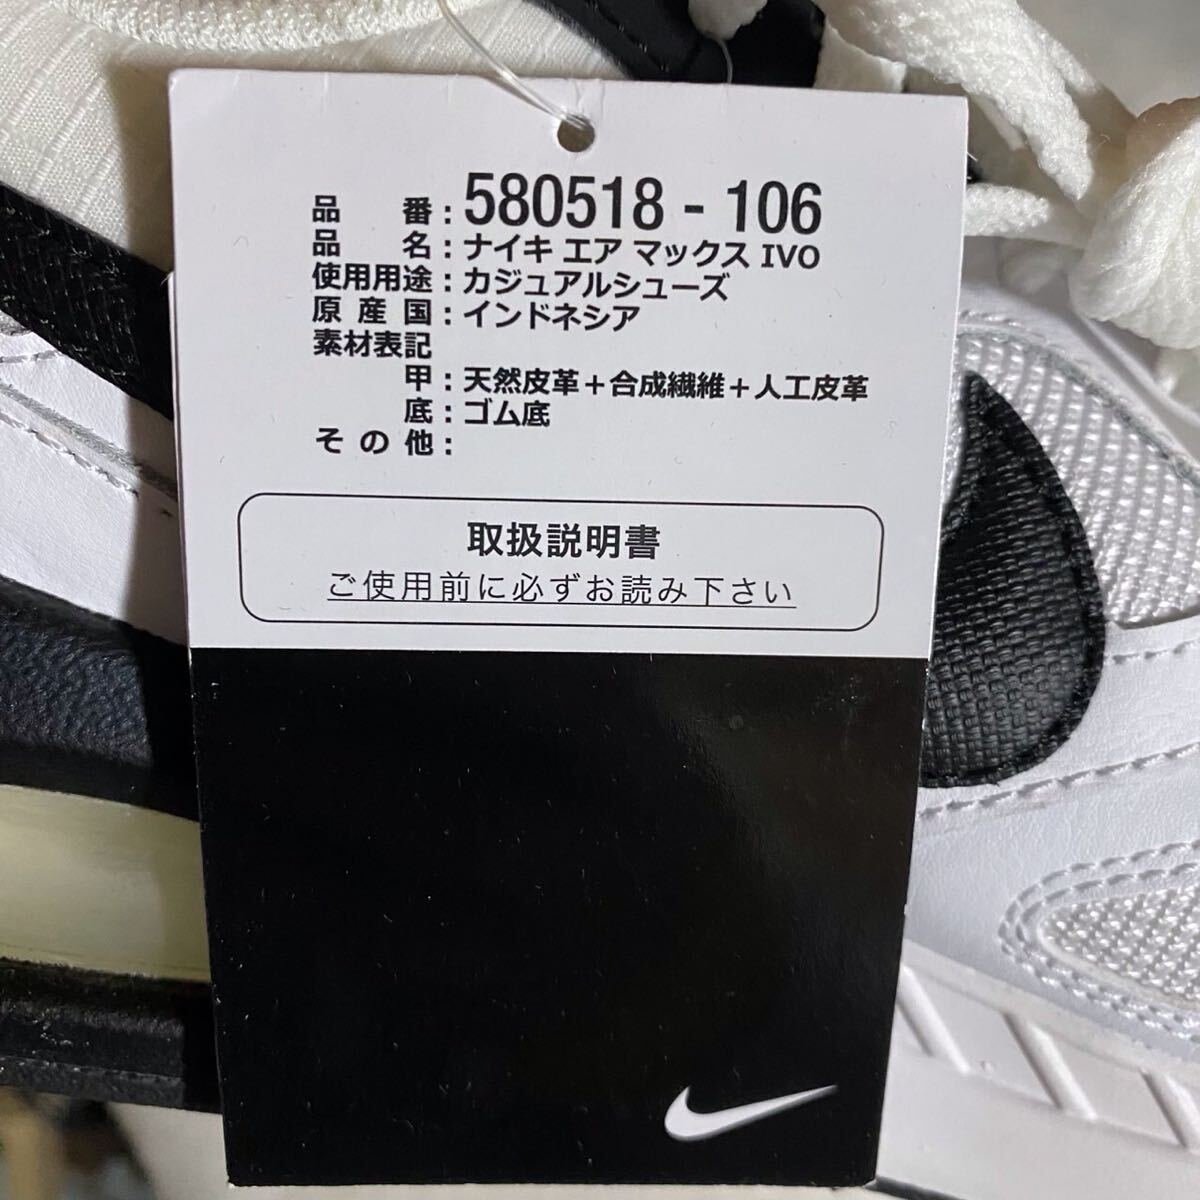 品番:580518 - 106
品名:ナイキ エア マックス IVO
使用用途:カジュアルシューズ
原産国:インドネシア
素材表記
甲:天然皮革+合成繊維+人工皮革
底:ゴム底
その他:
取扱説明書
ご使用前に必ずお読み下さい